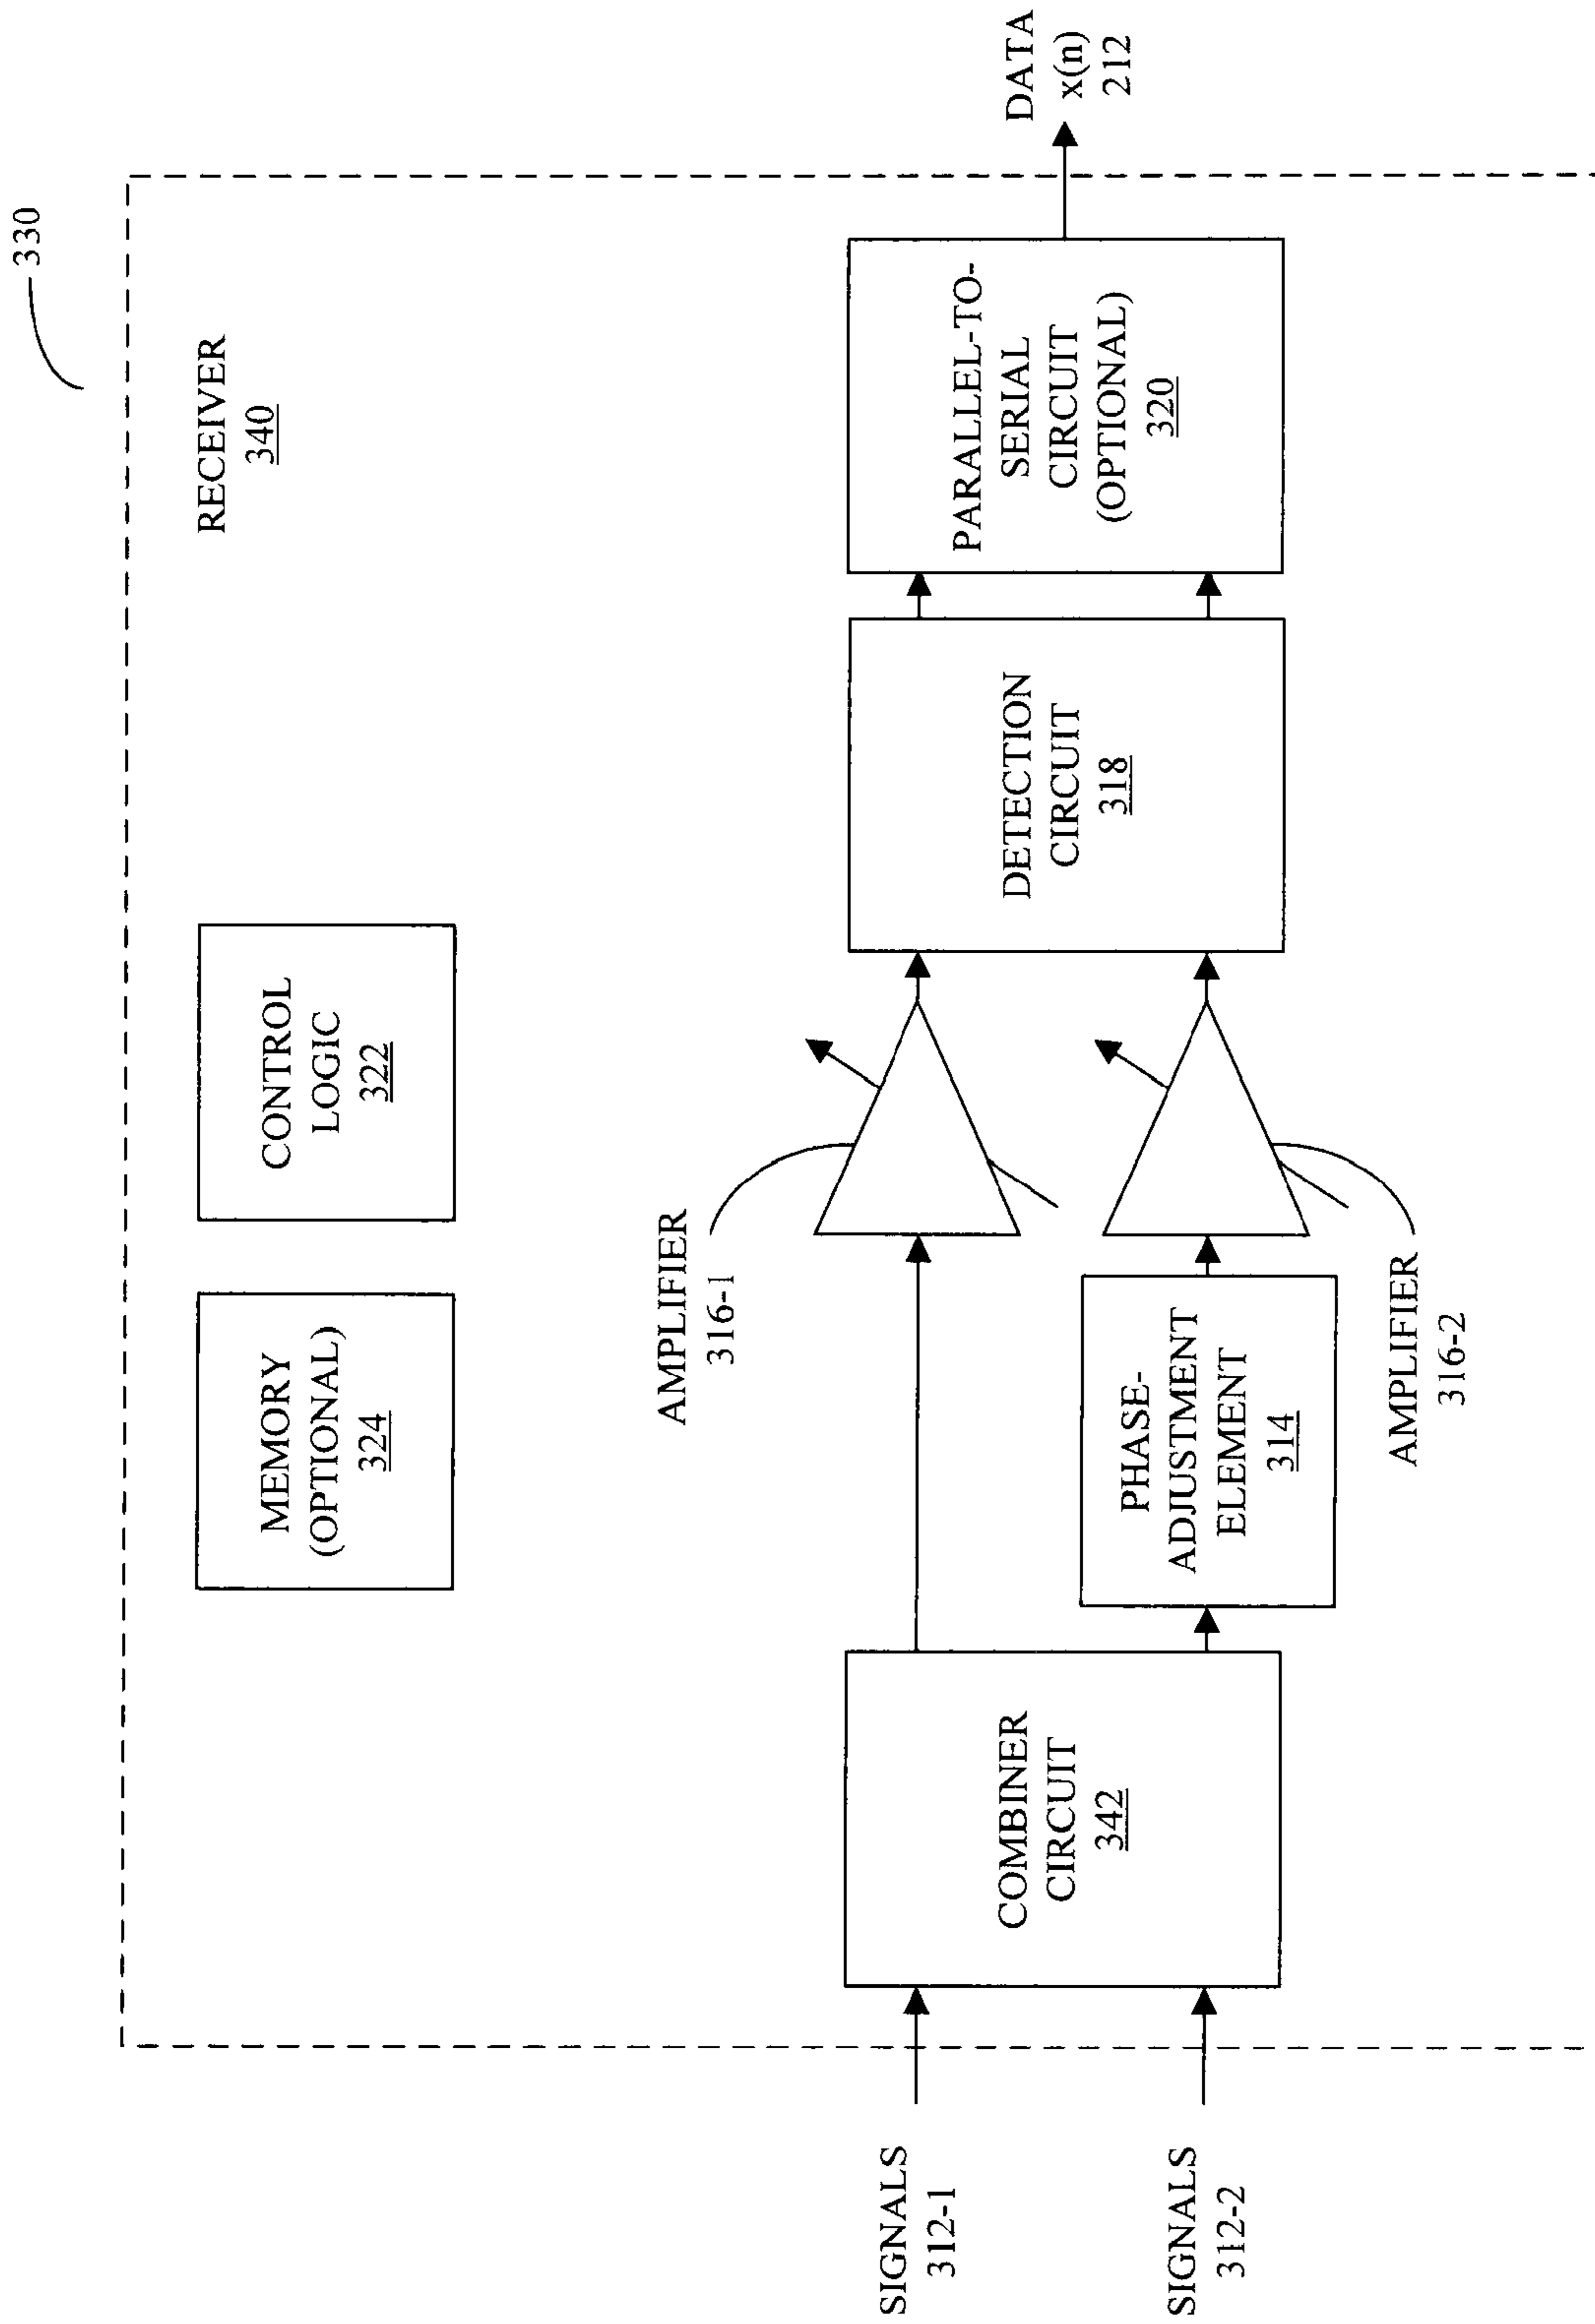 330
RECEIVER
340
MEMORY
(OPTIONAL)
324
CONTROL
LOGIC
322
AMPLIFIER
316-1
SIGNALS
312-1
SIGNALS
312-2
COMBINER
CIRCUIT
342
PHASE-
ADJUSTMENT
ELEMENT
314
AMPLIFIER
316-2
DETECTION
CIRCUIT
318
PARALLEL-TO-
SERIAL
CIRCUIT
(OPTIONAL)
320
DATA
x(n)
212